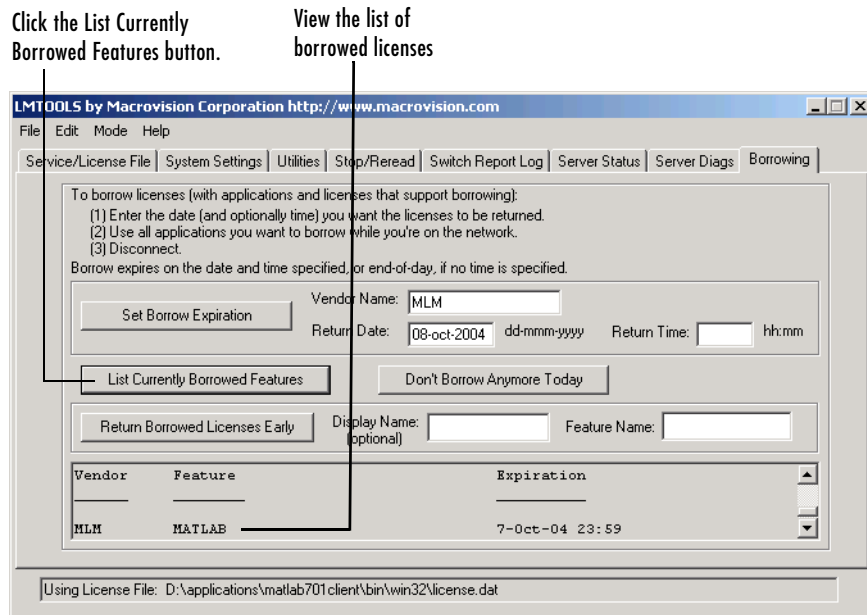 Click the List Currently
Borrowed Features button.
View the list of
borrowed licenses
LMTOOLS by Macrovision Corporation http://www.macrovision.com
File Edit Mode Help
Service/License File System Settings Utilities Stop/Reread Switch Report Log Server Status Server Diags Borrowing
To borrow licenses (with applications and licenses that support borrowing):
(1) Enter the date (and optionally time) you want the licenses to be returned.
(2) Use all applications you want to borrow while you're on the network.
(3) Disconnect.
Borrow expires on the date and time specified, or end-of-day, if no time is specified.
Set Borrow Expiration
Vendor Name: MLM
Return Date: 08-oct-2004 dd-mmm-yyyy Return Time: hh:mm
List Currently Borrowed Features Don't Borrow Anymore Today
Return Borrowed Licenses Early Display Name: Feature Name:
(optional)
Vendor Feature Expiration
MLM MATLAB 7-Oct-04 23:59
Using License File: D:\applications\matlab701client\bin\win32\license.dat